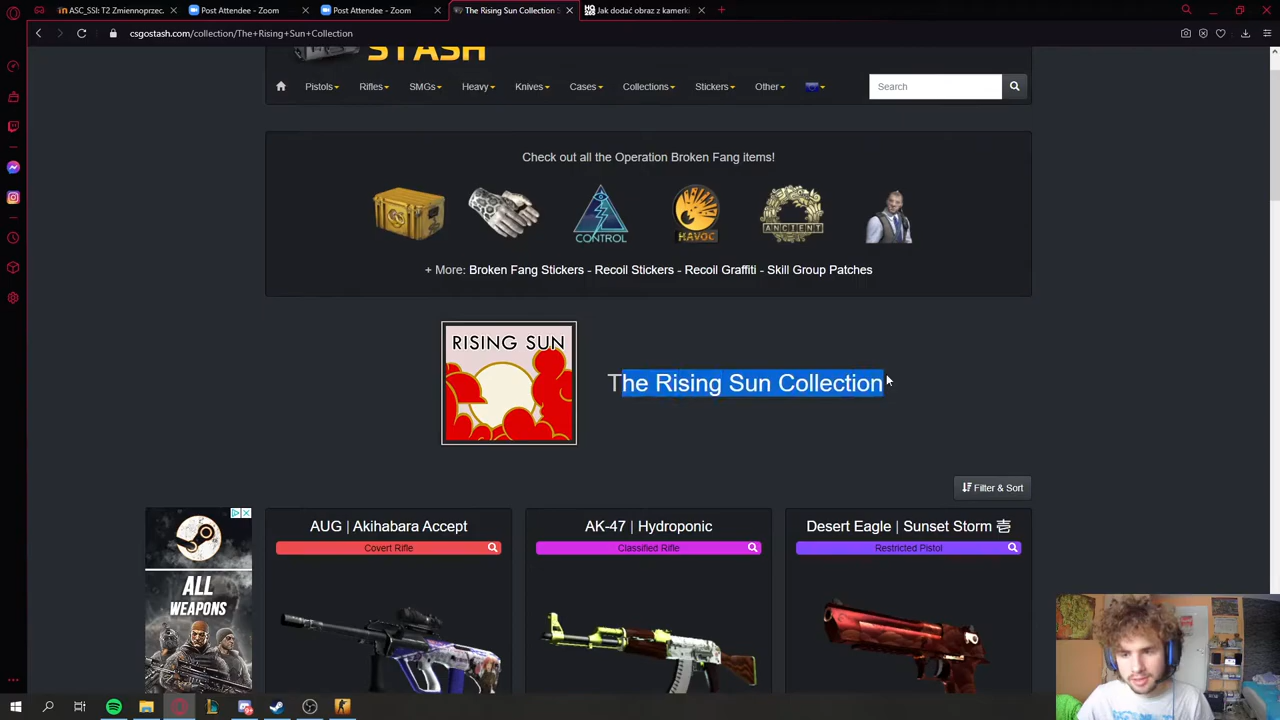 ASC_SSI: T2 Zmiennoprzec.
Post Attendee - Zoom
Post Attendee - Zoom
The Rising Sun Collection
Jak dodać obraz z kamerki
csgostash.com/collection/The+Rising+Sun+Collection
STASH
Pistols
Rifles
SMGs
Heavy
Knives
Cases
Collections
Stickers
Other
Search
Check out all the Operation Broken Fang items!
CONTROL
HAVOC
ANCIENT
+ More: Broken Fang Stickers - Recoil Stickers - Recoil Graffiti - Skill Group Patches
RISING SUN
The Rising Sun Collection
Filter & Sort
ALL
WEAPONS
AUG | Akihabara Accept
Covert Rifle
AK-47 | Hydroponic
Classified Rifle
Desert Eagle | Sunset Storm 壱
Restricted Pistol